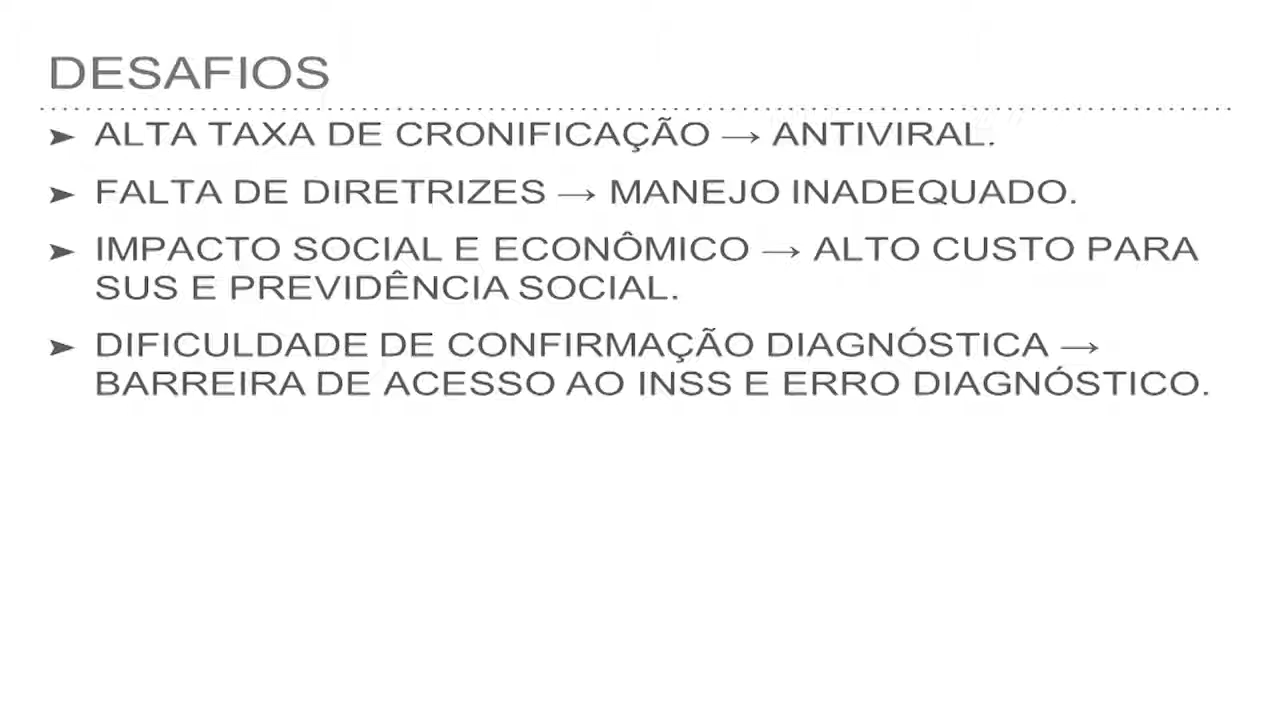 DESAFIOS
➤ ALTA TAXA DE CRONIFICAÇÃO → ANTIVIRAL.
➤ FALTA DE DIRETRIZES → MANEJO INADEQUADO.
➤ IMPACTO SOCIAL E ECONÔMICO → ALTO CUSTO PARA
SUS E PREVIDÊNCIA SOCIAL.
➤ DIFICULDADE DE CONFIRMAÇÃO DIAGNÓSTICA →
BARREIRA DE ACESSO AO INSS E ERRO DIAGNÓSTICO.